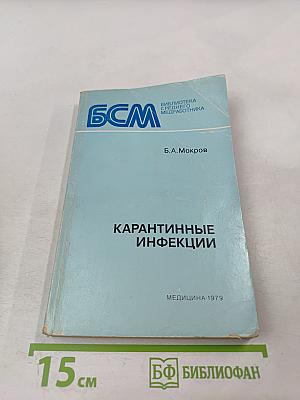 БСМ
БИБЛИОТЕКА
СРЕДНЕГО
МЕДРАБОТНИКА
Б.А.Мокров
КАРАНТИННЫЕ
ИНФЕКЦИИ
МЕДИЦИНА·1979
15 см
БФ БИБЛИОФАН